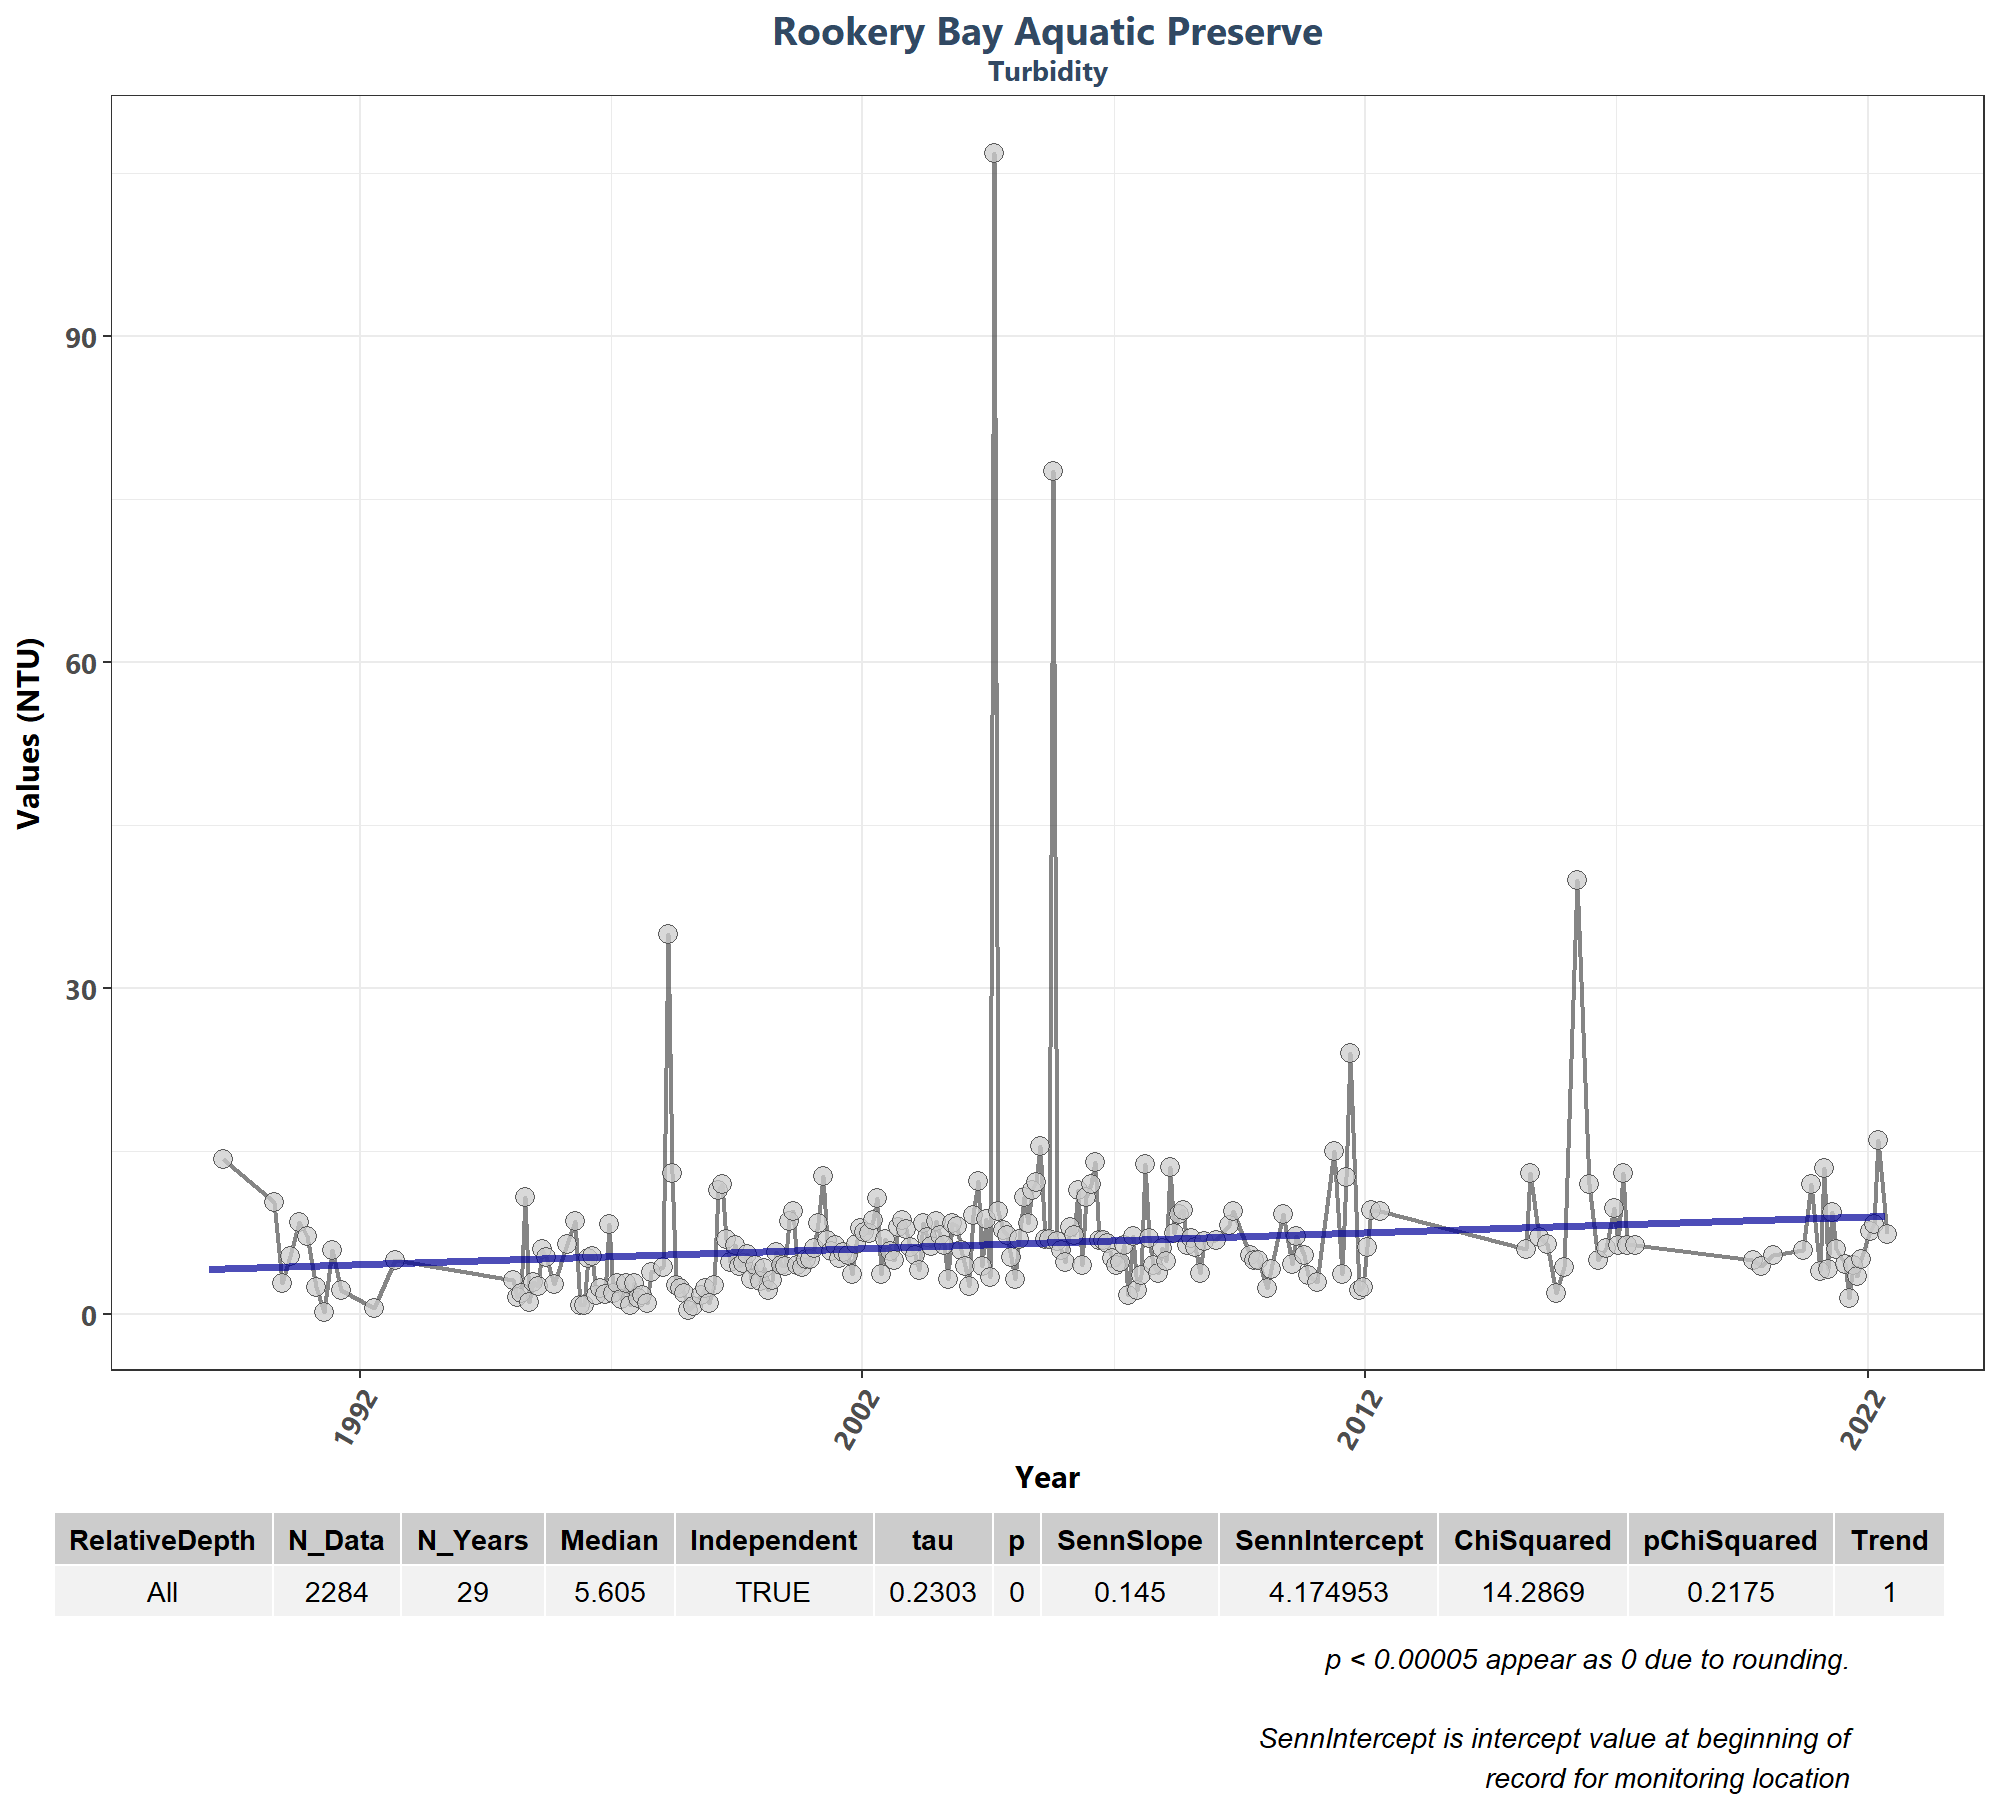 Rookery Bay Aquatic Preserve
Turbidity
Values (NTU)
90
60
30
0
1992
2002
2012
2022
Year
RelativeDepth N_Data N_Years Median Independent tau p SennSlope SennIntercept ChiSquared pChiSquared Trend
All 2284 29 5.605 TRUE 0.2303 0 0.145 4.174953 14.2869 0.2175 1
p < 0.00005 appear as 0 due to rounding.
SennIntercept is intercept value at beginning of
record for monitoring location